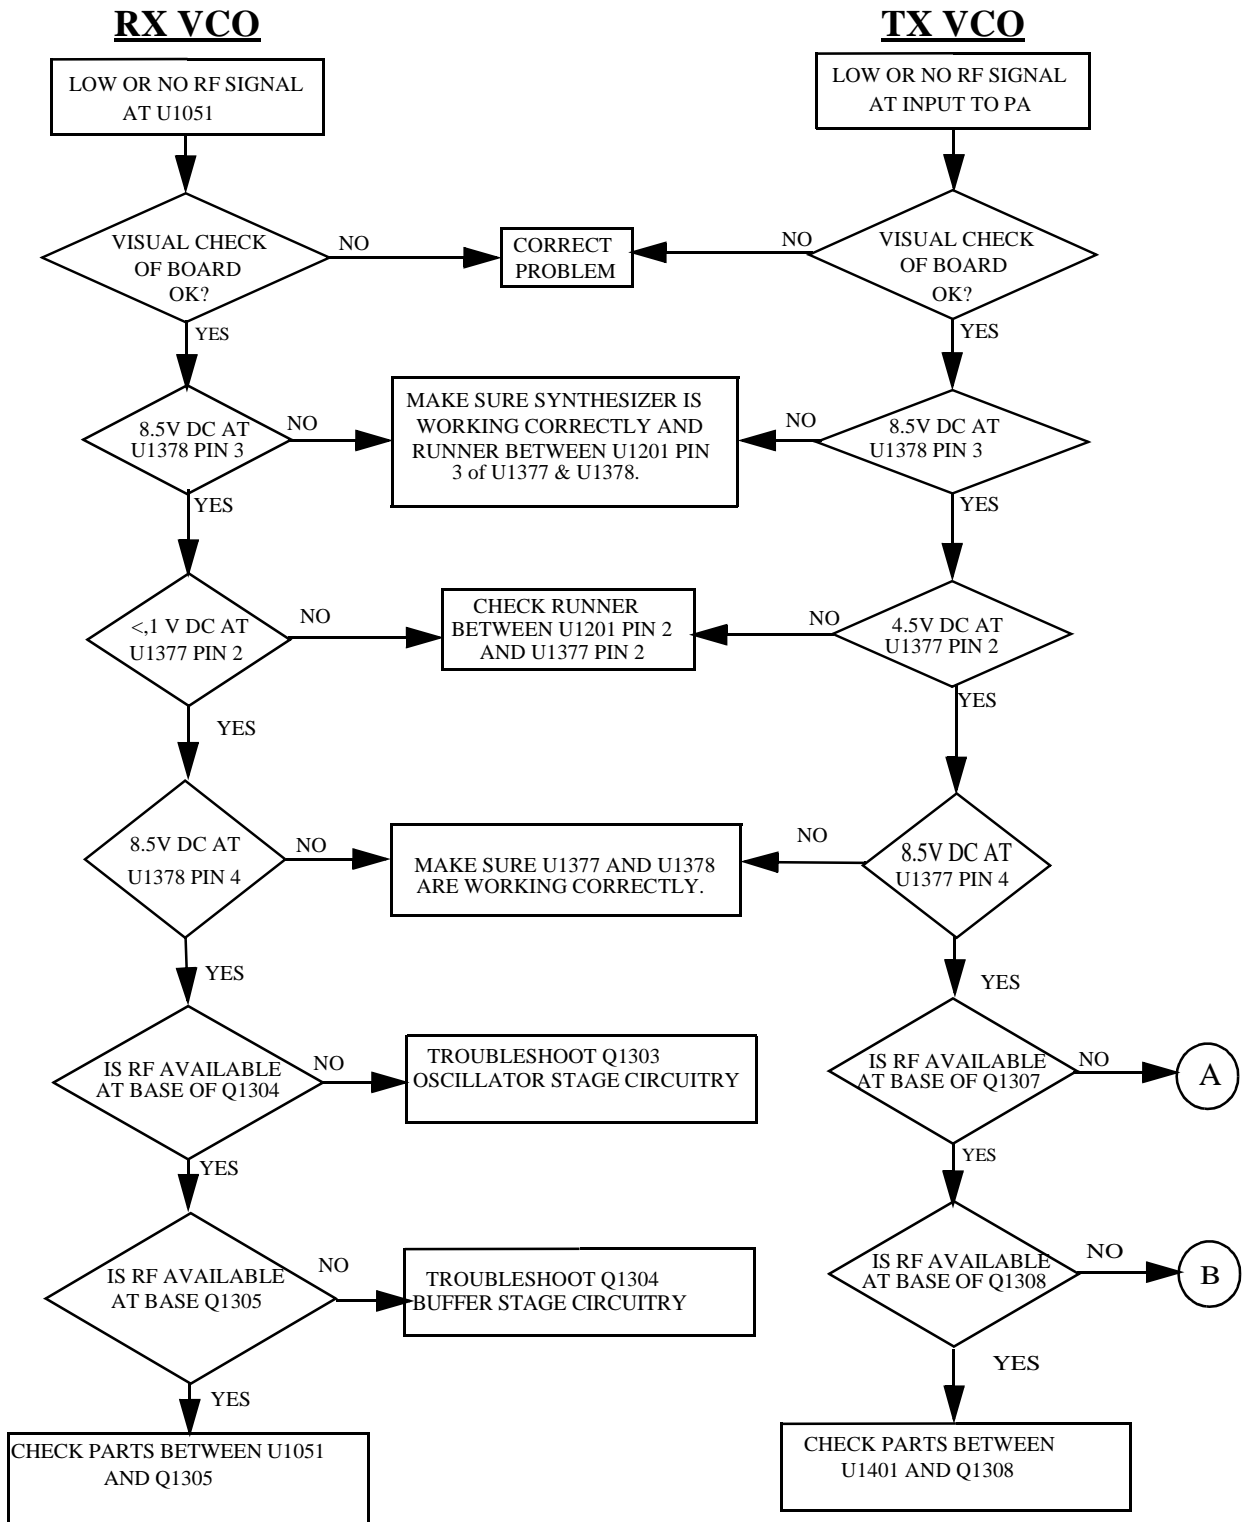 RX VCO
LOW OR NO RF SIGNAL
AT U1051
VISUAL CHECK
OF BOARD
OK?
NO
YES
CORRECT
PROBLEM
8.5V DC AT
U1378 PIN 3
NO
YES
MAKE SURE SYNTHESIZER IS
WORKING CORRECTLY AND
RUNNER BETWEEN U1201 PIN
3 of U1377 & U1378.
<,1 V DC AT
U1377 PIN 2
NO
YES
CHECK RUNNER
BETWEEN U1201 PIN 2
AND U1377 PIN 2
8.5V DC AT
U1378 PIN 4
NO
YES
MAKE SURE U1377 AND U1378
ARE WORKING CORRECTLY.
IS RF AVAILABLE
AT BASE OF Q1304
NO
YES
TROUBLESHOOT Q1303
OSCILLATOR STAGE CIRCUITRY
IS RF AVAILABLE
AT BASE Q1305
NO
YES
TROUBLESHOOT Q1304
BUFFER STAGE CIRCUITRY
CHECK PARTS BETWEEN U1051
AND Q1305
TX VCO
LOW OR NO RF SIGNAL
AT INPUT TO PA
VISUAL CHECK
OF BOARD
OK?
NO
YES
8.5V DC AT
U1378 PIN 3
NO
YES
4.5V DC AT
U1377 PIN 2
NO
YES
8.5V DC AT
U1377 PIN 4
NO
YES
IS RF AVAILABLE
AT BASE OF Q1307
NO
A
YES
IS RF AVAILABLE
AT BASE OF Q1308
NO
B
YES
CHECK PARTS BETWEEN
U1401 AND Q1308